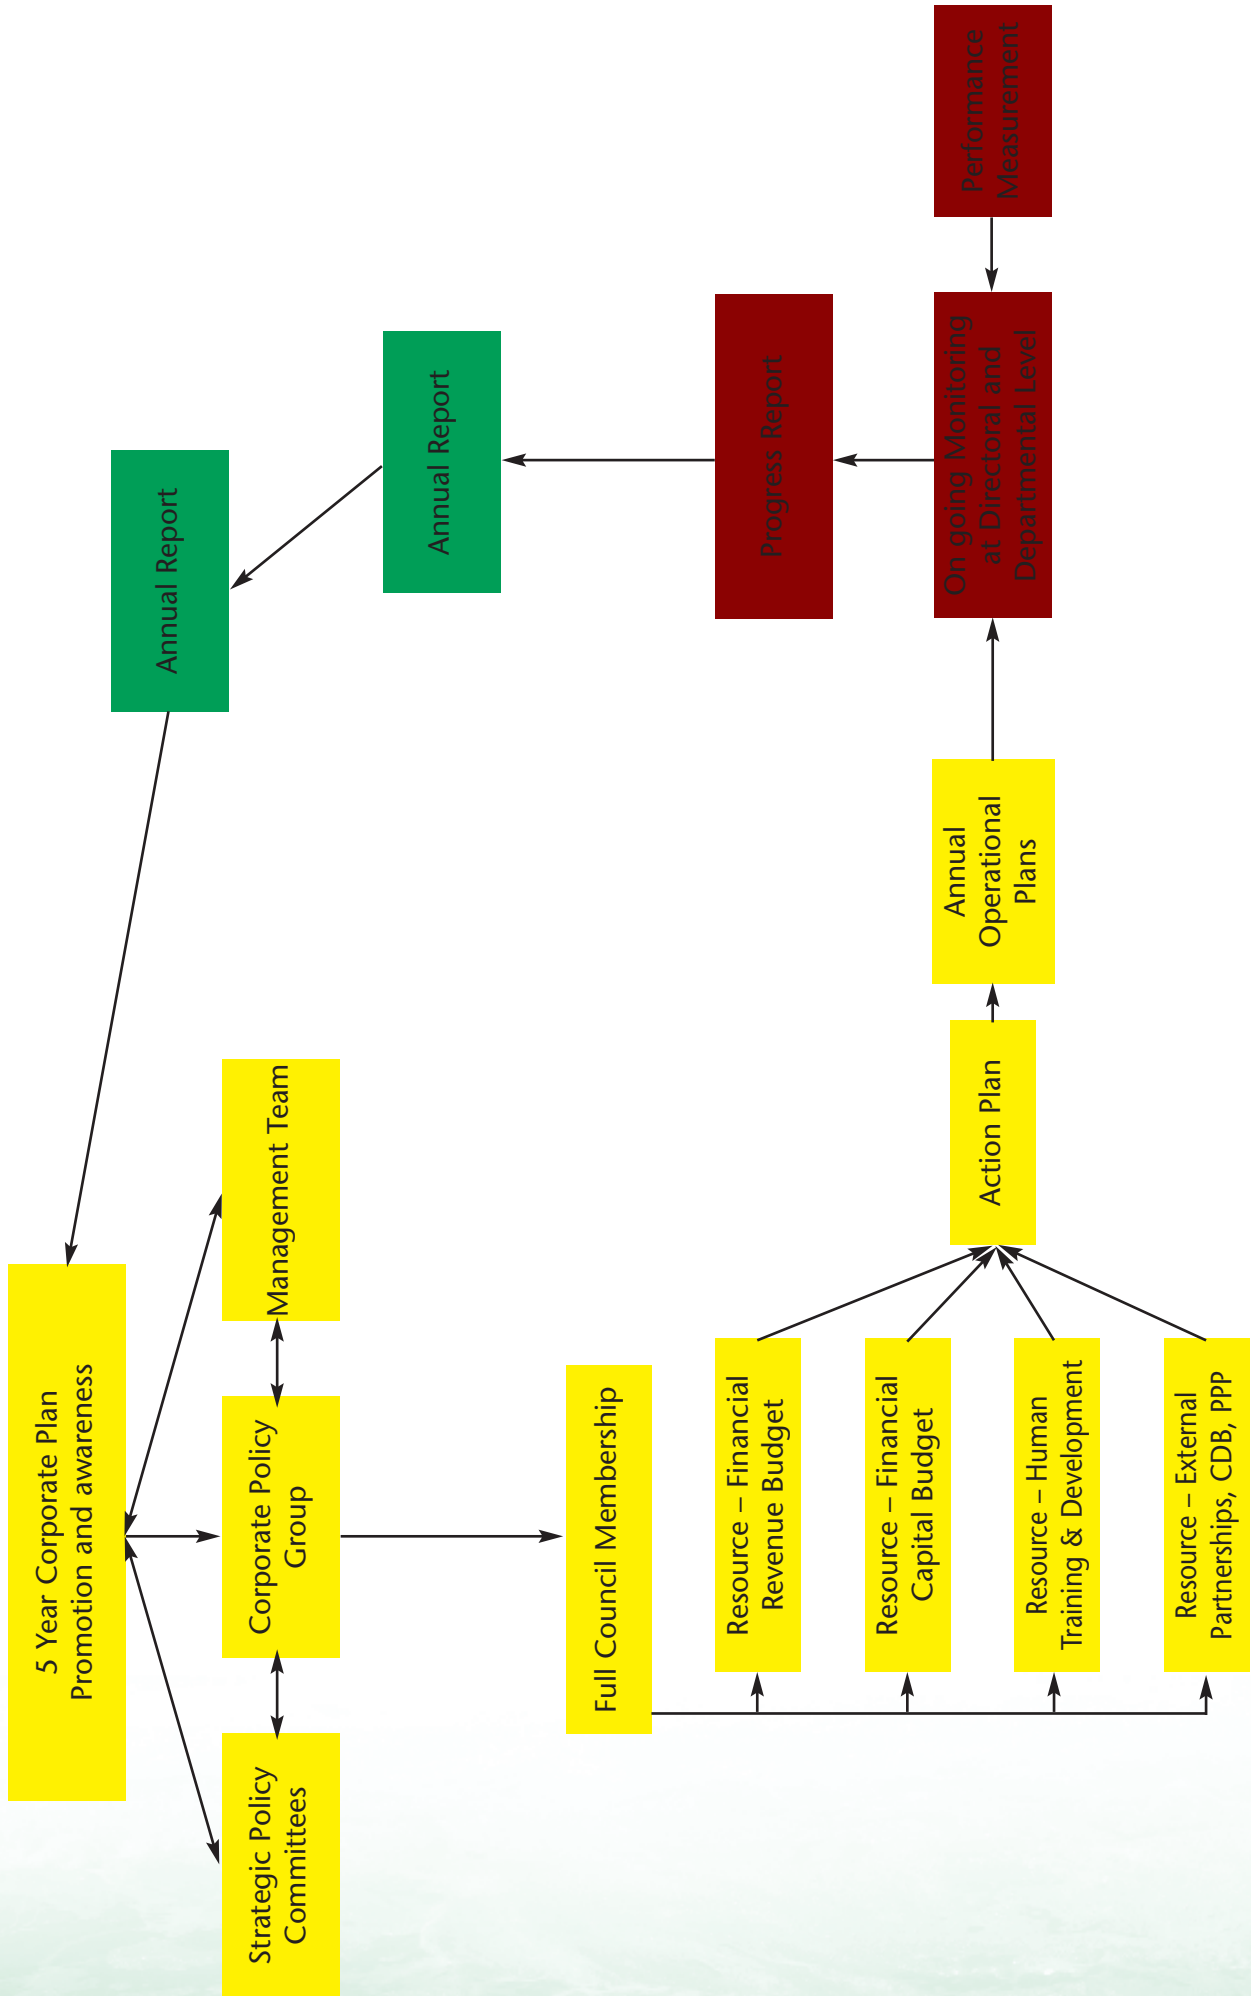 5 Year Corporate Plan
Promotion and awareness
Strategic Policy
Committees
Corporate Policy
Group
Management Team
Full Council Membership
Resource – Financial
Revenue Budget
Resource – Financial
Capital Budget
Resource – Human
Training & Development
Resource – External
Partnerships, CDB, PPP
Action Plan
Annual
Operational
Plans
On going Monitoring
at Directoral and
Departmental Level
Performance
Measurement
Progress Report
Annual Report
Annual Report